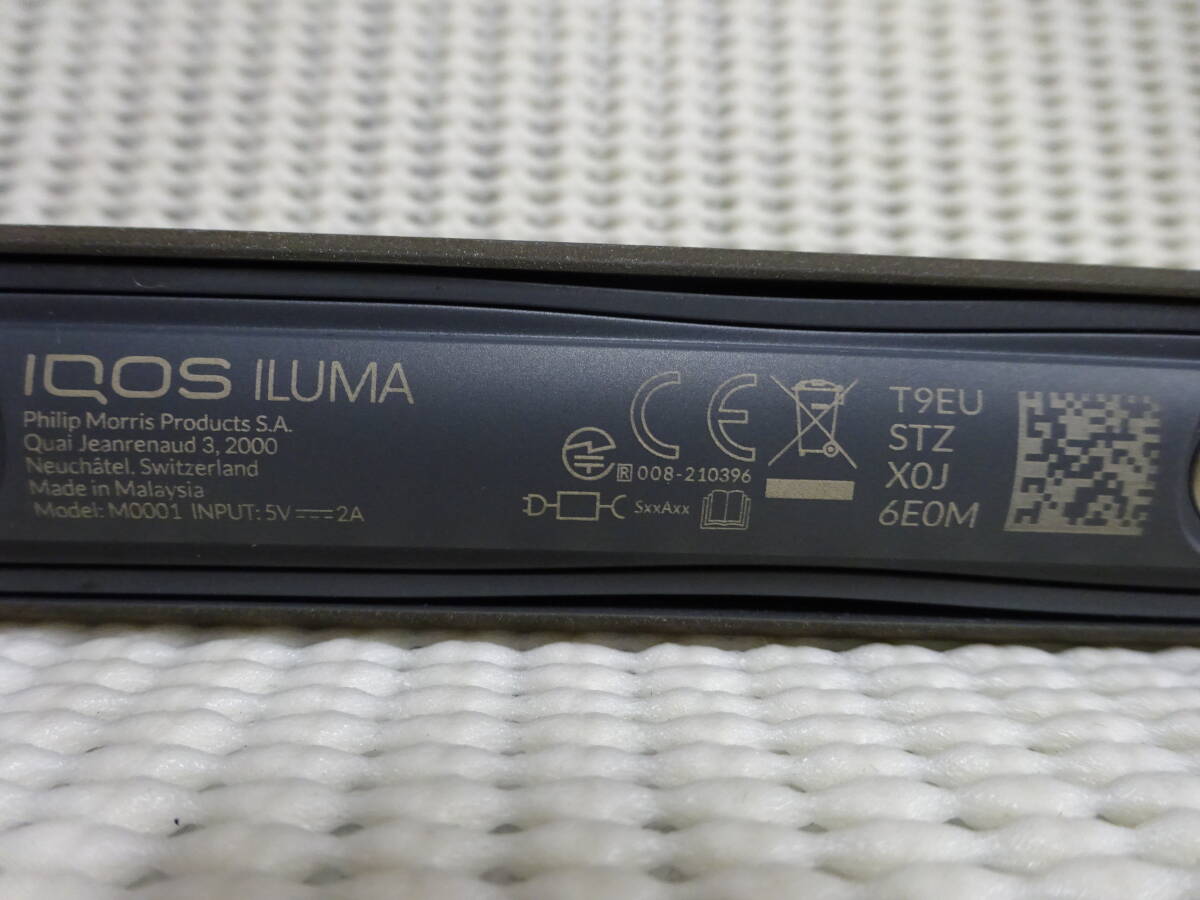 IQOS ILUMA
Philip Morris Products S.A.
Quai Jeanrenaud 3, 2000
Neuchâtel. Switzerland
Made in Malaysia
Model: M0001 INPUT: 5V⎓2A
CE
R 008-210396
SxxAxx
T9EU
STZ
X0J
6E0M